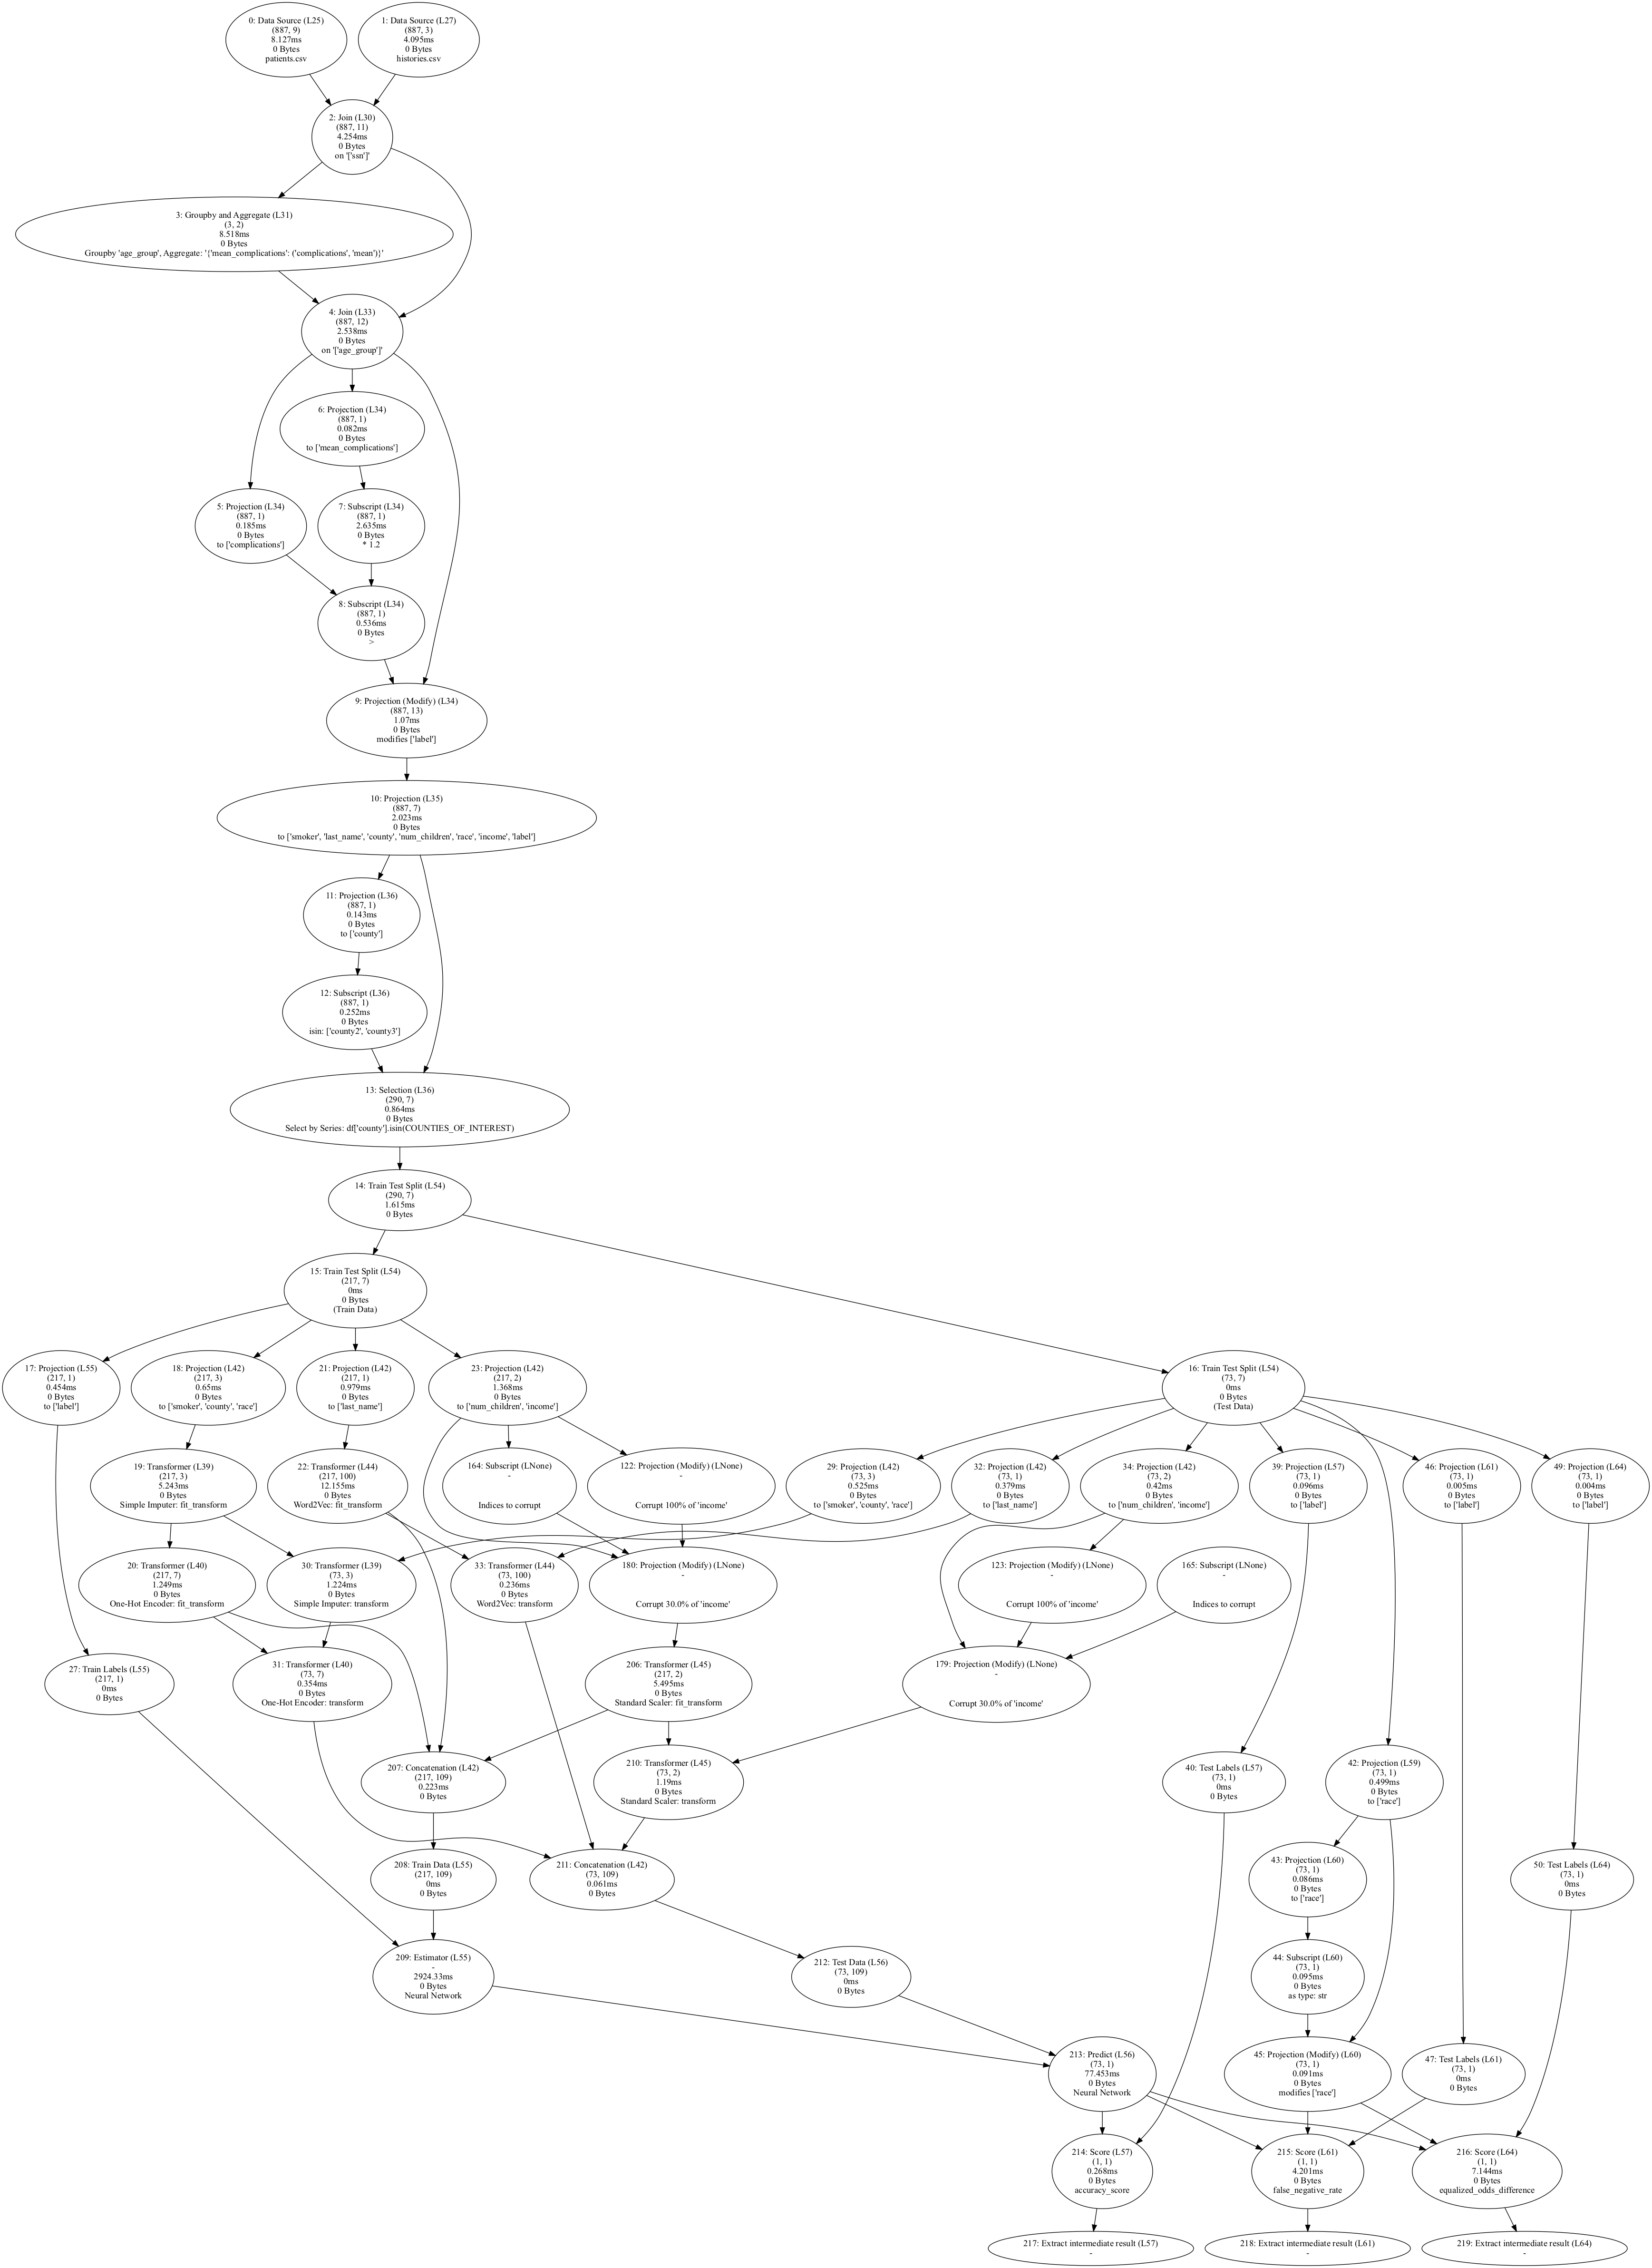 0: Data Source (L25)
(887, 9)
8.127ms
0 Bytes
patients.csv
1: Data Source (L27)
(887, 3)
4.095ms
0 Bytes
histories.csv
2: Join (L30)
(887, 11)
4.254ms
0 Bytes
on '['ssn']'
3: Groupby and Aggregate (L31)
(3, 2)
8.518ms
0 Bytes
Groupby 'age_group', Aggregate: '{'mean_complications': ('complications', 'mean')}'
4: Join (L33)
(887, 12)
2.538ms
0 Bytes
on '['age_group']'
6: Projection (L34)
(887, 1)
0.082ms
0 Bytes
to ['mean_complications']
5: Projection (L34)
(887, 1)
0.185ms
0 Bytes
to ['complications']
7: Subscript (L34)
(887, 1)
2.635ms
0 Bytes
* 1.2
8: Subscript (L34)
(887, 1)
0.536ms
0 Bytes
>
9: Projection (Modify) (L34)
(887, 13)
1.07ms
0 Bytes
modifies ['label']
10: Projection (L35)
(887, 7)
2.023ms
0 Bytes
to ['smoker', 'last_name', 'county', 'num_children', 'race', 'income', 'label']
11: Projection (L36)
(887, 1)
0.143ms
0 Bytes
to ['county']
12: Subscript (L36)
(887, 1)
0.252ms
0 Bytes
isin: ['county2', 'county3']
13: Selection (L36)
(290, 7)
0.864ms
0 Bytes
Select by Series: df['county'].isin(COUNTIES_OF_INTEREST)
14: Train Test Split (L54)
(290, 7)
1.615ms
0 Bytes
15: Train Test Split (L54)
(217, 7)
0ms
0 Bytes
(Train Data)
17: Projection (L55)
(217, 1)
0.454ms
0 Bytes
to ['label']
18: Projection (L42)
(217, 3)
0.65ms
0 Bytes
to ['smoker', 'county', 'race']
21: Projection (L42)
(217, 1)
0.979ms
0 Bytes
to ['last_name']
23: Projection (L42)
(217, 2)
1.368ms
0 Bytes
to ['num_children', 'income']
16: Train Test Split (L54)
(73, 7)
0ms
0 Bytes
(Test Data)
19: Transformer (L39)
(217, 3)
5.243ms
0 Bytes
Simple Imputer: fit_transform
22: Transformer (L44)
(217, 100)
12.155ms
0 Bytes
Word2Vec: fit_transform
164: Subscript (LNone)
-
Indices to corrupt
122: Projection (Modify) (LNone)
-
Corrupt 100% of 'income'
29: Projection (L42)
(73, 3)
0.525ms
0 Bytes
to ['smoker', 'county', 'race']
32: Projection (L42)
(73, 1)
0.379ms
0 Bytes
to ['last_name']
34: Projection (L42)
(73, 2)
0.42ms
0 Bytes
to ['num_children', 'income']
39: Projection (L57)
(73, 1)
0.096ms
0 Bytes
to ['label']
46: Projection (L61)
(73, 1)
0.005ms
0 Bytes
to ['label']
49: Projection (L64)
(73, 1)
0.004ms
0 Bytes
to ['label']
20: Transformer (L40)
(217, 7)
1.249ms
0 Bytes
One-Hot Encoder: fit_transform
30: Transformer (L39)
(73, 3)
1.224ms
0 Bytes
Simple Imputer: transform
33: Transformer (L44)
(73, 100)
0.236ms
0 Bytes
Word2Vec: transform
180: Projection (Modify) (LNone)
-
Corrupt 30.0% of 'income'
123: Projection (Modify) (LNone)
-
Corrupt 100% of 'income'
165: Subscript (LNone)
-
Indices to corrupt
27: Train Labels (L55)
(217, 1)
0ms
0 Bytes
31: Transformer (L40)
(73, 7)
0.354ms
0 Bytes
One-Hot Encoder: transform
206: Transformer (L45)
(217, 2)
5.495ms
0 Bytes
Standard Scaler: fit_transform
179: Projection (Modify) (LNone)
-
Corrupt 30.0% of 'income'
207: Concatenation (L42)
(217, 109)
0.223ms
0 Bytes
210: Transformer (L45)
(73, 2)
1.19ms
0 Bytes
Standard Scaler: transform
40: Test Labels (L57)
(73, 1)
0ms
0 Bytes
42: Projection (L59)
(73, 1)
0.499ms
0 Bytes
to ['race']
208: Train Data (L55)
(217, 109)
0ms
0 Bytes
211: Concatenation (L42)
(73, 109)
0.061ms
0 Bytes
43: Projection (L60)
(73, 1)
0.086ms
0 Bytes
to ['race']
50: Test Labels (L64)
(73, 1)
0ms
0 Bytes
209: Estimator (L55)
-
2924.33ms
0 Bytes
Neural Network
212: Test Data (L56)
(73, 109)
0ms
0 Bytes
44: Subscript (L60)
(73, 1)
0.095ms
0 Bytes
as type: str
213: Predict (L56)
(73, 1)
77.453ms
0 Bytes
Neural Network
45: Projection (Modify) (L60)
(73, 1)
0.091ms
0 Bytes
modifies ['race']
47: Test Labels (L61)
(73, 1)
0ms
0 Bytes
214: Score (L57)
(1, 1)
0.268ms
0 Bytes
accuracy_score
215: Score (L61)
(1, 1)
4.201ms
0 Bytes
false_negative_rate
216: Score (L64)
(1, 1)
7.144ms
0 Bytes
equalized_odds_difference
217: Extract intermediate result (L57)
-
218: Extract intermediate result (L61)
-
219: Extract intermediate result (L64)
-